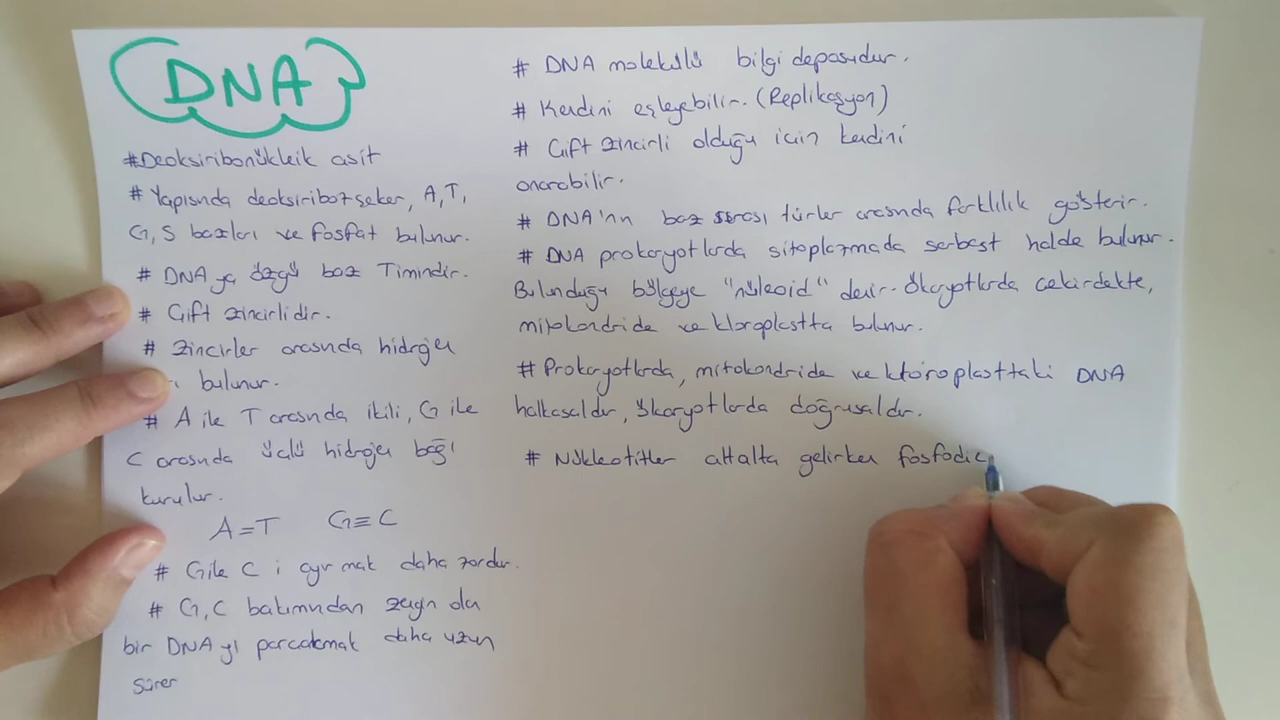 DNA
#Deoksiribonükleik asit
# Yapısında deoksiriboz şeker, A,T,
G,S bazları ve fosfat bulunur.
# DNA ya özgü baz Timindir.
# Çift zincirlidir.
# Zincirler arasında hidrojen
bulunur.
# A ile T arasında ikili, G ile
C arasında üçlü hidrojen bağı
kurulur.
A=T G≡C
# G ile C i ayırmak daha zordur.
# G, C bakımından zengin olan
bir DNA yı parçalamak daha uzun
sürer
# DNA molekülü bilgi deposudur.
# Kendini eşleyebilir. (Replikasyon)
# Çift zincirli olduğu için kendini
onarabilir.
# DNA'nın baz sırası türler arasında farklılık gösterir.
# DNA prokaryotlarda sitoplazmada serbest halde bulunur.
Bulunduğu bölgeye "nükleoid" denir. Ökaryotlarda çekirdekte,
mitokondride ve kloroplastta bulunur.
# Prokaryotlarda, mitokondride ve kloroplasttaki DNA
halkasaldır, ökaryotlarda doğrusaldır.
# Nükleotitler altalta gelirken